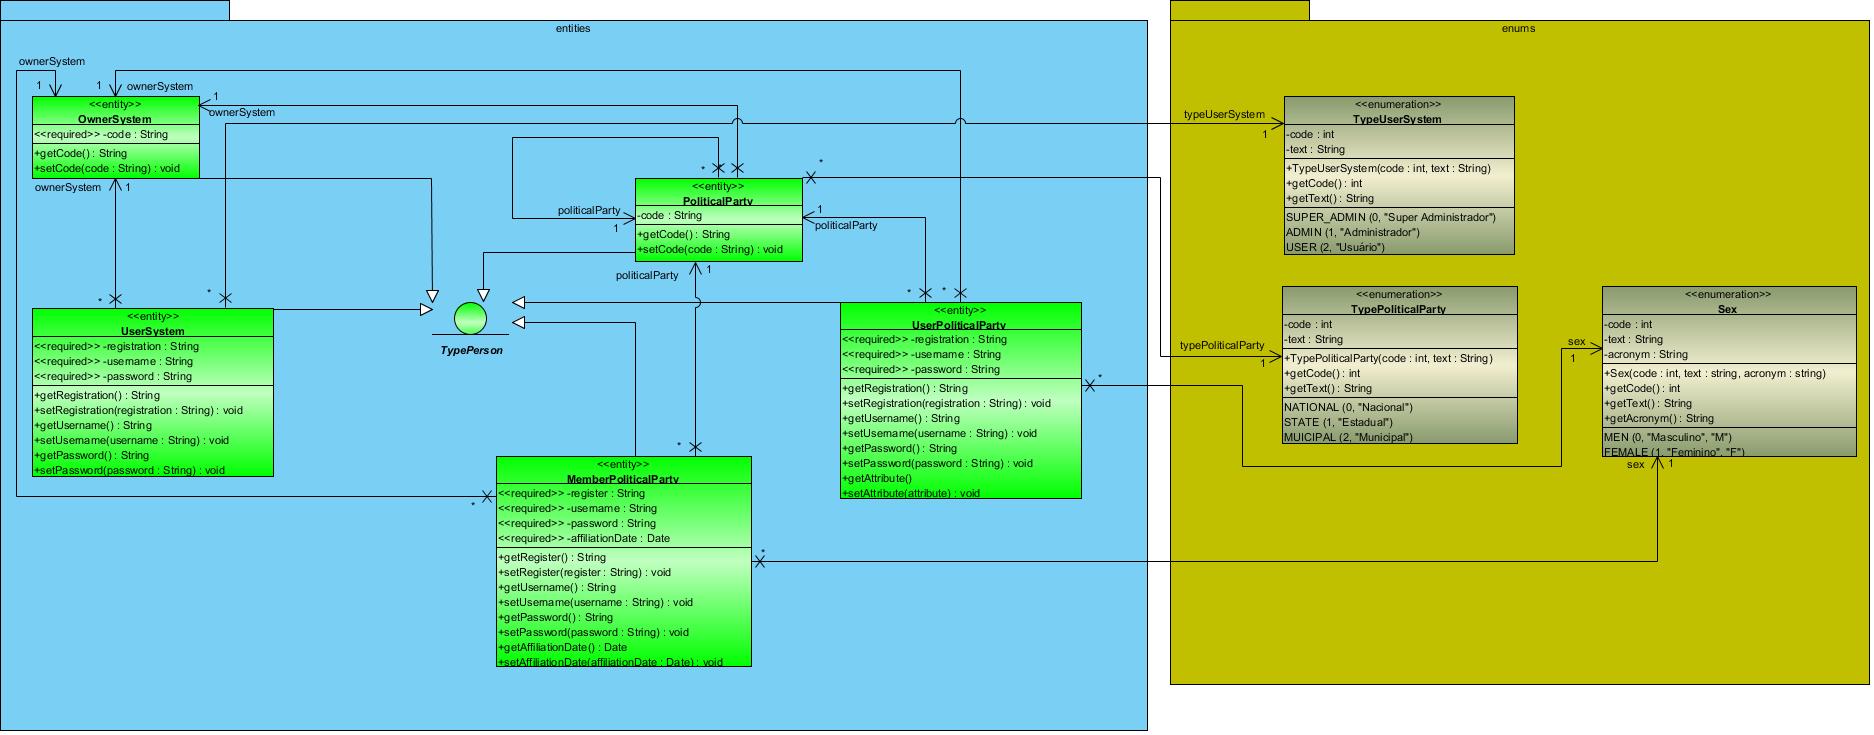 entities
ownerSystem
1
1
ownerSystem
<<entity>>
OwnerSystem
<<required>> -code : String
+getCode() : String
+setCode(code : String) : void
1
ownerSystem
ownerSystem
1
*
*
<<entity>>
UserSystem
<<required>> -registration : String
<<required>> -username : String
<<required>> -password : String
+getRegistration() : String
+setRegistration(registration : String) : void
+getUsername() : String
+setUsername(username : String) : void
+getPassword() : String
+setPassword(password : String) : void
*
*
*
<<entity>>
PoliticalParty
-code : String
+getCode() : String
+setCode(code : String) : void
politicalParty
1
1
politicalParty
politicalParty
1
TypePerson
*
*
<<entity>>
UserPoliticalParty
<<required>> -registration : String
<<required>> -username : String
<<required>> -password : String
+getRegistration() : String
+setRegistration(registration : String) : void
+getUsername() : String
+setUsername(username : String) : void
+getPassword() : String
+setPassword(password : String) : void
+getAttribute()
+setAttribute(attribute) : void
*
*
*
<<entity>>
MemberPoliticalParty
<<required>> -register : String
<<required>> -username : String
<<required>> -password : String
<<required>> -affiliationDate : Date
+getRegister() : String
+setRegister(register : String) : void
+getUsername() : String
+setUsername(username : String) : void
+getPassword() : String
+setPassword(password : String) : void
+getAffiliationDate() : Date
+setAffiliationDate(affiliationDate : Date) : void
*
enums
typeUserSystem
1
<<enumeration>>
TypeUserSystem
-code : int
-text : String
+TypeUserSystem(code : int, text : String)
+getCode() : int
+getText() : String
SUPER_ADMIN (0, "Super Administrador")
ADMIN (1, "Administrador")
USER (2, "Usuário")
typePoliticalParty
1
<<enumeration>>
TypePoliticalParty
-code : int
-text : String
+TypePoliticalParty(code : int, text : String)
+getCode() : int
+getText() : String
NATIONAL (0, "Nacional")
STATE (1, "Estadual")
MUICIPAL (2, "Municipal")
sex
1
<<enumeration>>
Sex
-code : int
-text : String
-acronym : String
+Sex(code : int, text : string, acronym : string)
+getCode() : int
+getText() : String
+getAcronym() : String
MEN (0, "Masculino", "M")
FEMALE (1, "Feminino", "F")
sex
1